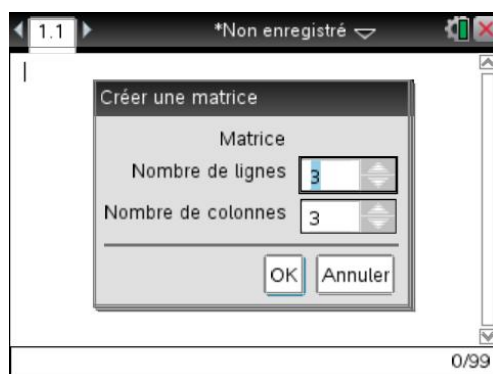 1.1 *Non enregistré
Créer une matrice
Matrice
Nombre de lignes 3
Nombre de colonnes 3
OK Annuler
0/99